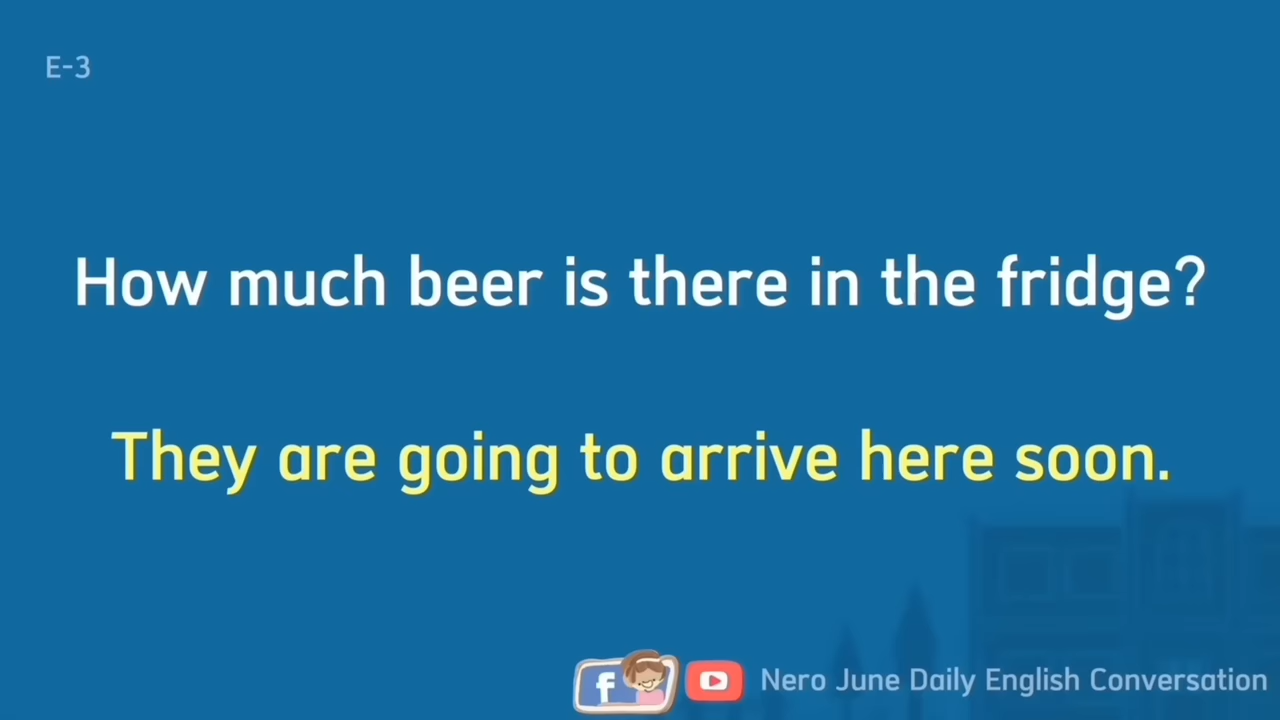 E-3
How much beer is there in the fridge?
They are going to arrive here soon.
f Nero June Daily English Conversation